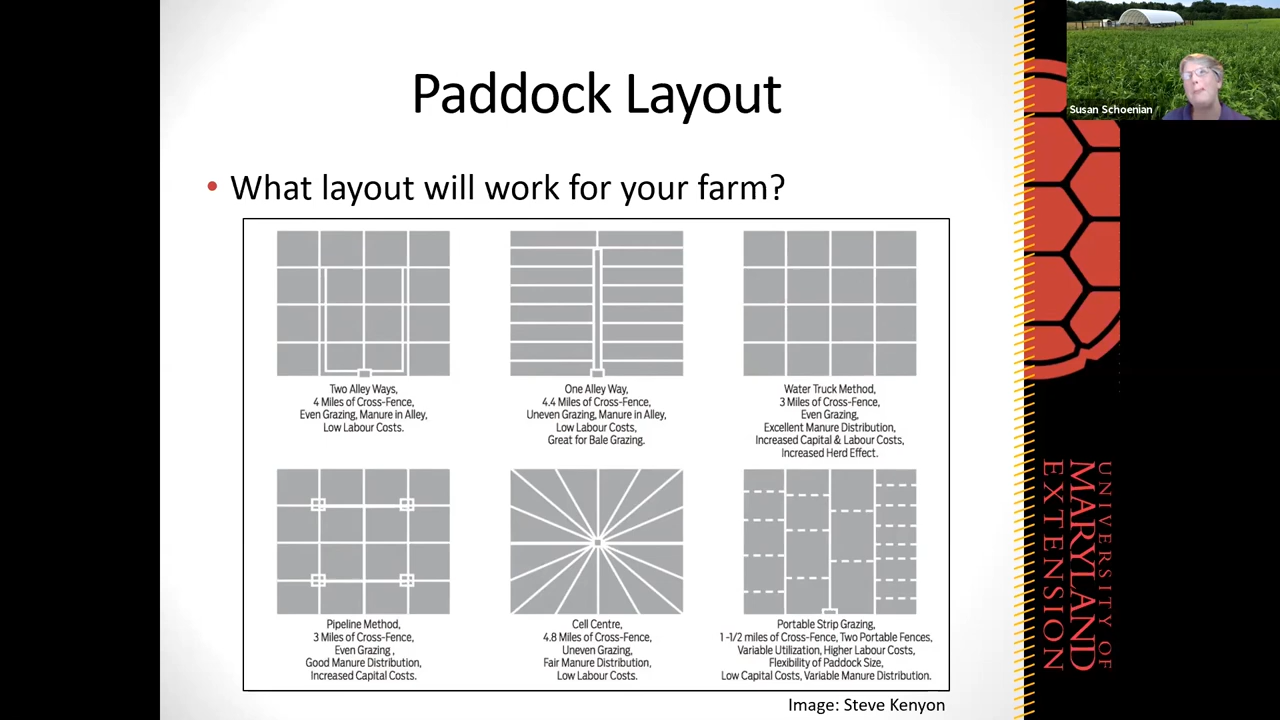 Paddock Layout
• What layout will work for your farm?
Two Alley Ways,
4 Miles of Cross-Fence,
Even Grazing, Manure in Alley,
Low Labour Costs.
One Alley Way,
4.4 Miles of Cross-Fence,
Uneven Grazing, Manure in Alley,
Low Labour Costs,
Great for Bale Grazing.
Water Truck Method,
3 Miles of Cross-Fence,
Even Grazing,
Excellent Manure Distribution,
Increased Capital & Labour Costs,
Increased Herd Effect.
Pipeline Method,
3 Miles of Cross-Fence,
Even Grazing ,
Good Manure Distribution,
Increased Capital Costs.
Cell Centre,
4.8 Miles of Cross-Fence,
Uneven Grazing,
Fair Manure Distribution,
Low Labour Costs.
Portable Strip Grazing,
1 -1/2 miles of Cross-Fence, Two Portable Fences,
Variable Utilization, Higher Labour Costs,
Flexibility of Paddock Size,
Low Capital Costs, Variable Manure Distribution.
Image: Steve Kenyon
Susan Schoenian
UNIVERSITY OF
MARYLAND
EXTENSION